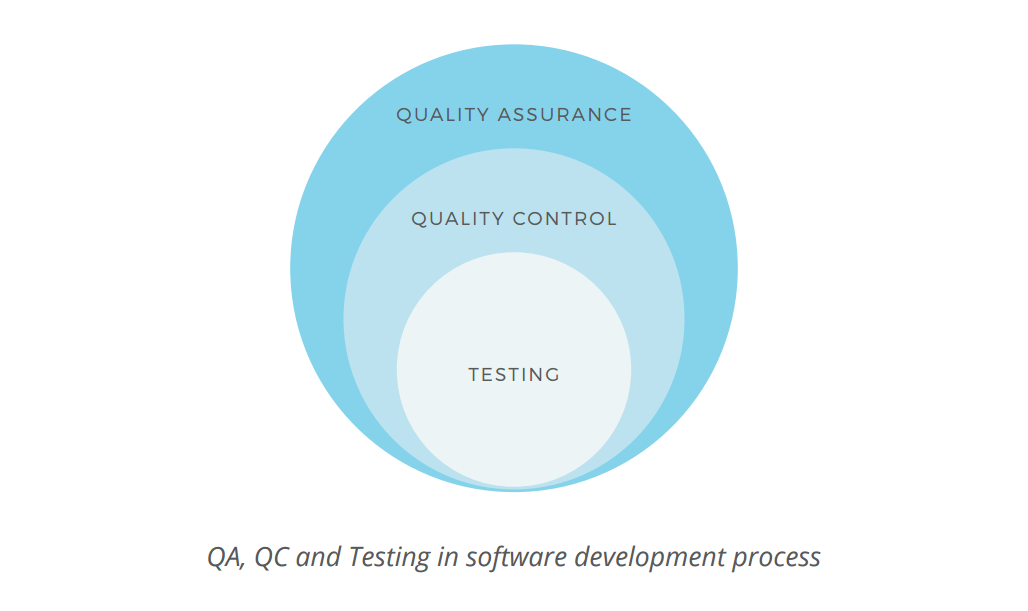 QUALITY ASSURANCE
QUALITY CONTROL
TESTING
QA, QC and Testing in software development process